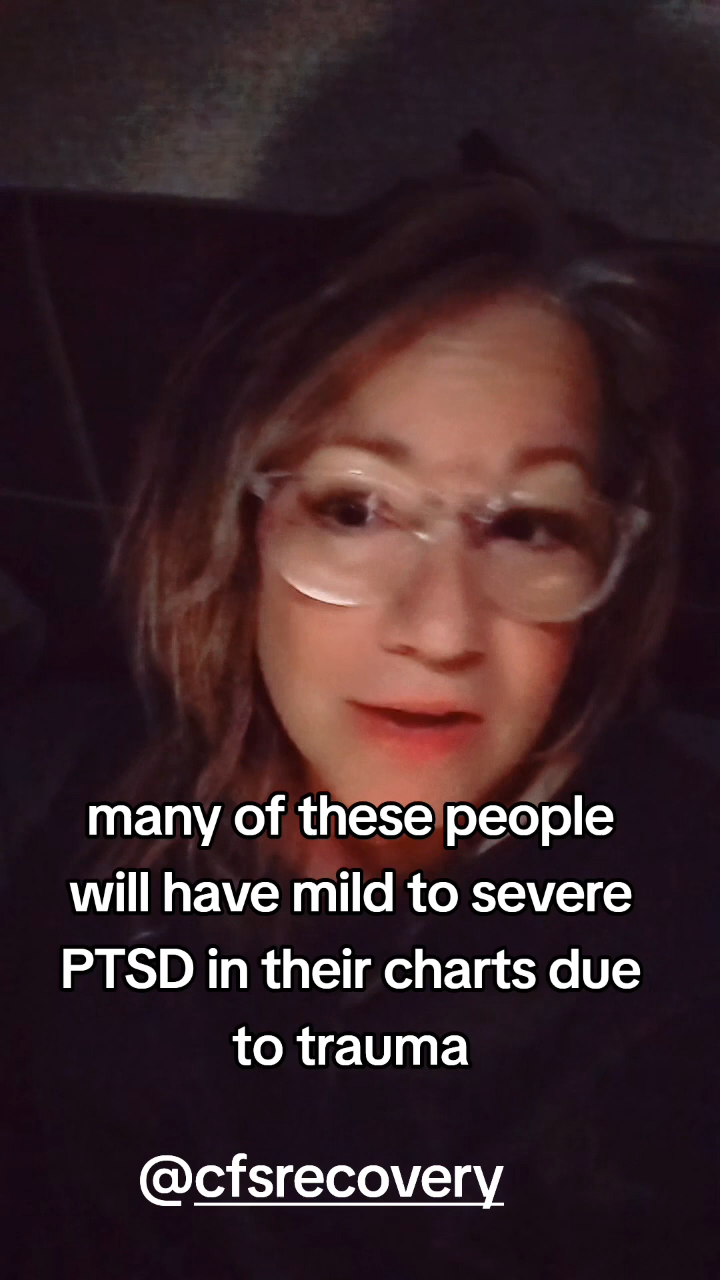 many of these people
will have mild to severe
PTSD in their charts due
to trauma
@cfsrecovery